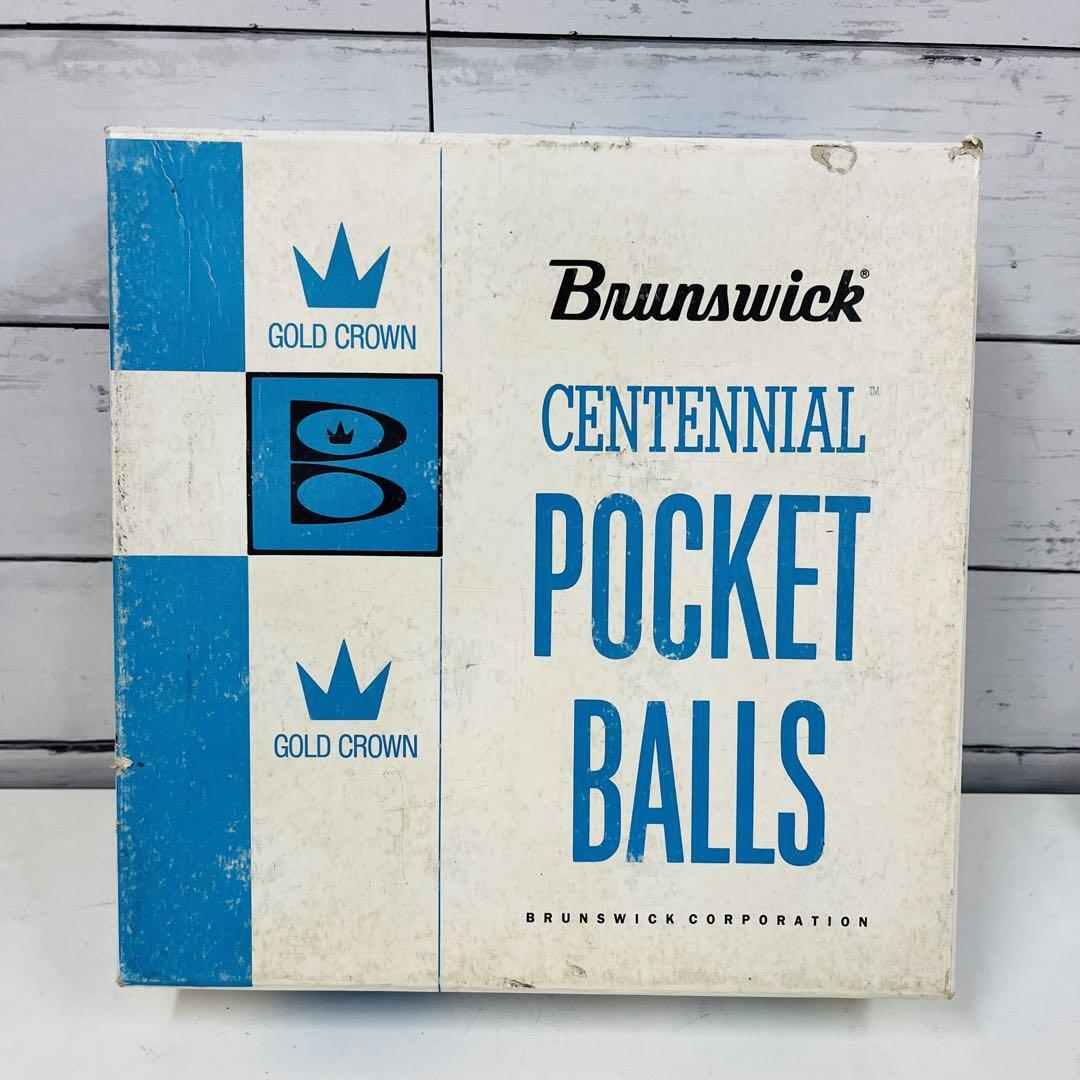 GOLD CROWN
B
GOLD CROWN
Brunswick®
CENTENNIAL™
POCKET
BALLS
BRUNSWICK CORPORATION